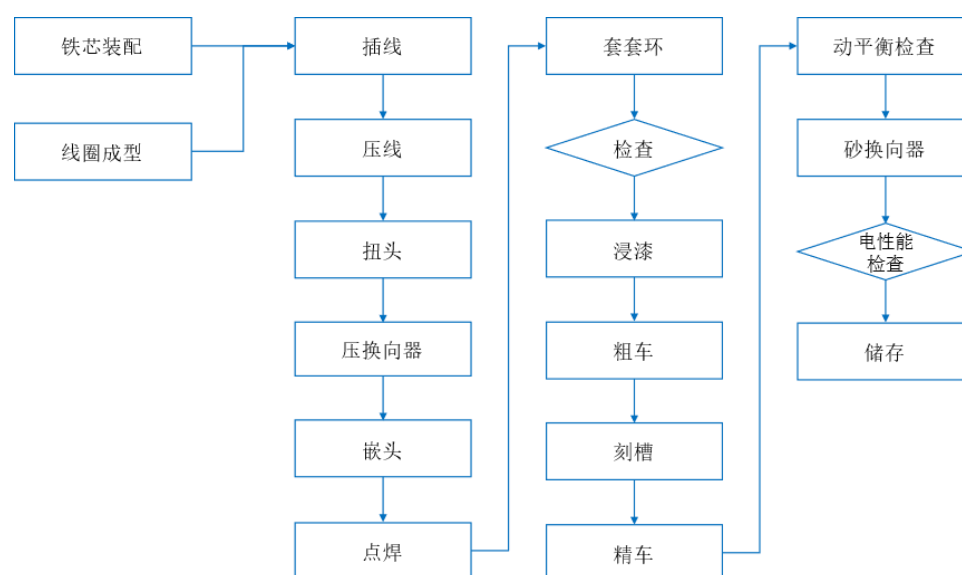 铁芯装配
线圈成型
插线
压线
扭头
压换向器
嵌头
点焊
套套环
检查
浸漆
粗车
刻槽
精车
动平衡检查
砂换向器
电性能
检查
储存